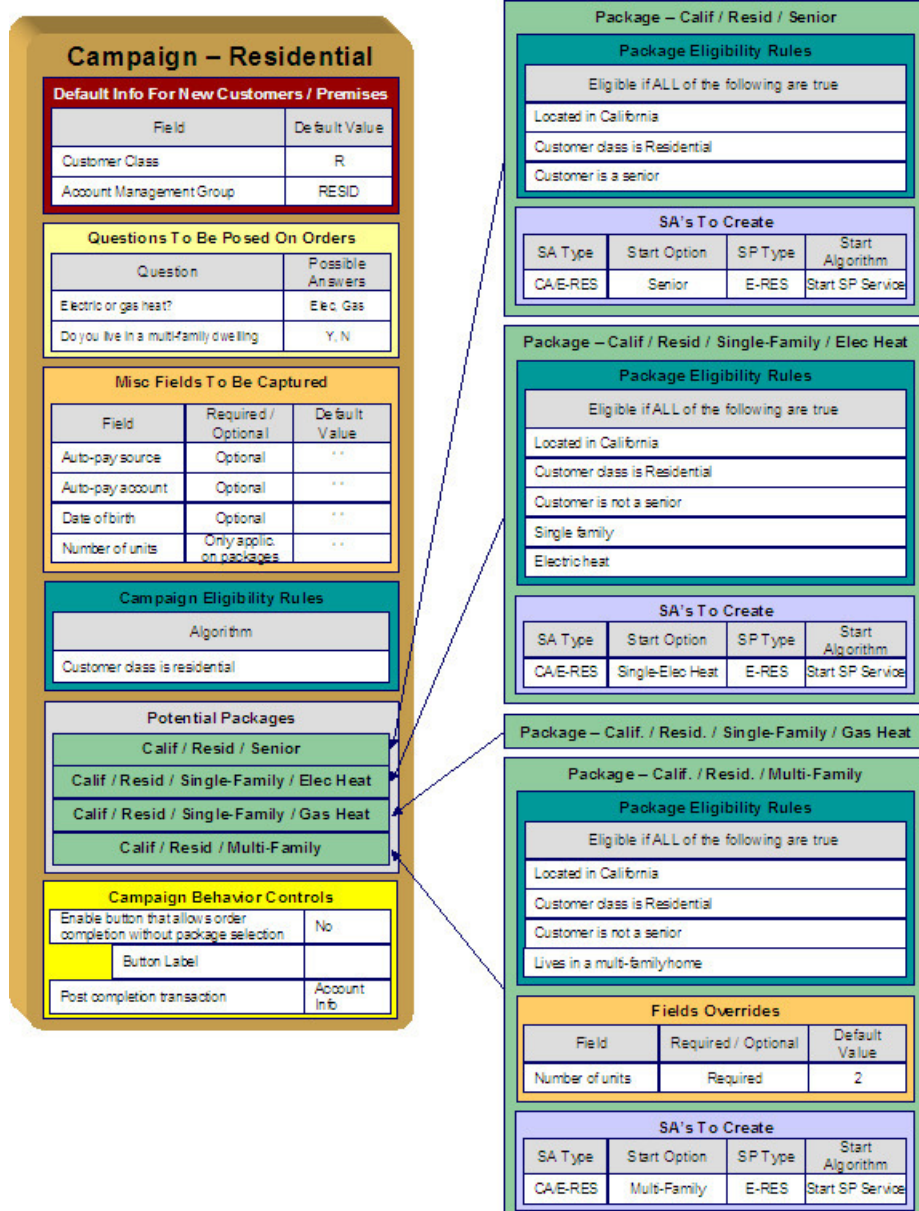 Campaign – Residential
Default Info For New Customers / Premises
Field Default Value
Customer Class R
Account Management Group RESID
Questions To Be Posed On Orders
Question Possible Answers
Electric or gas heat? Elec, Gas
Do you live in a multi-family dwelling Y, N
Misc Fields To Be Captured
Field Required / Optional Default Value
Auto-pay source Optional " "
Auto-pay account Optional " "
Date of birth Optional " "
Number of units Only applic. on packages " "
Campaign Eligibility Rules
Algorithm
Customer class is residential
Potential Packages
Calif / Resid / Senior
Calif / Resid / Single-Family / Elec Heat
Calif / Resid / Single-Family / Gas Heat
Calif / Resid / Multi-Family
Campaign Behavior Controls
Enable button that allows order completion without package selection No
Button Label
Post completion transaction Account Info
Package – Calif / Resid / Senior
Package Eligibility Rules
Eligible if ALL of the following are true
Located in California
Customer class is Residential
Customer is a senior
SA's To Create
SA Type Start Option SP Type Start Algorithm
CA/E-RES Senior E-RES Start SP Service
Package – Calif / Resid / Single-Family / Elec Heat
Package Eligibility Rules
Eligible if ALL of the following are true
Located in California
Customer class is Residential
Customer is not a senior
Single family
Electric heat
SA's To Create
SA Type Start Option SP Type Start Algorithm
CA/E-RES Single-Elec Heat E-RES Start SP Service
Package – Calif. / Resid. / Single-Family / Gas Heat
Package – Calif. / Resid. / Multi-Family
Package Eligibility Rules
Eligible if ALL of the following are true
Located in California
Customer class is Residential
Customer is not a senior
Lives in a multi-family home
Fields Overrides
Field Required / Optional Default Value
Number of units Required 2
SA's To Create
SA Type Start Option SP Type Start Algorithm
CA/E-RES Multi-Family E-RES Start SP Service